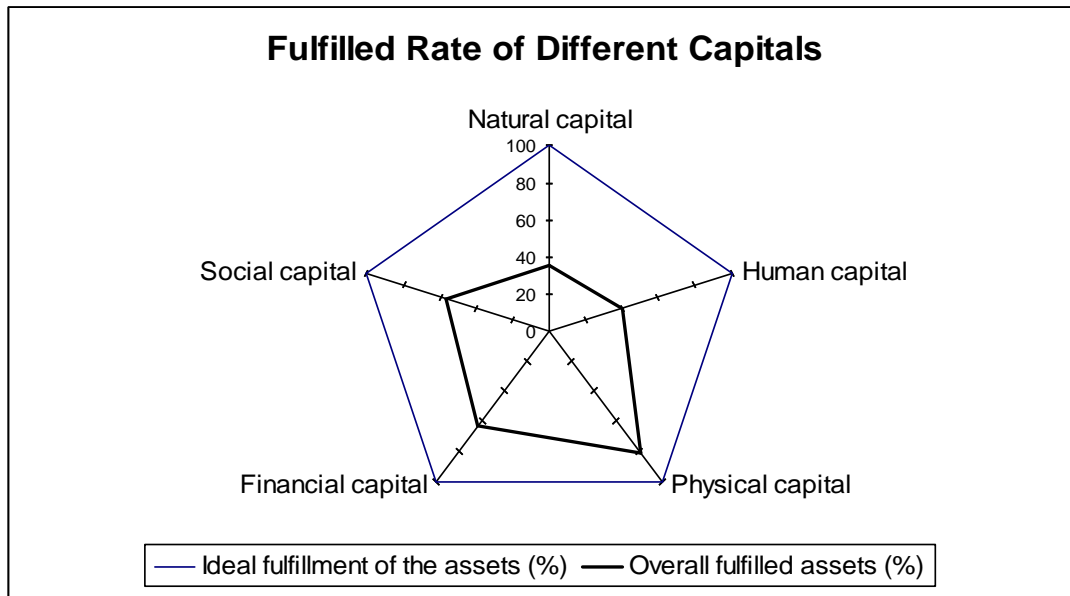 Fulfilled Rate of Different Capitals
Natural capital
100
80
60
40
20
0
Social capital
Human capital
Financial capital
Physical capital
Ideal fulfillment of the assets (%)
Overall fulfilled assets (%)